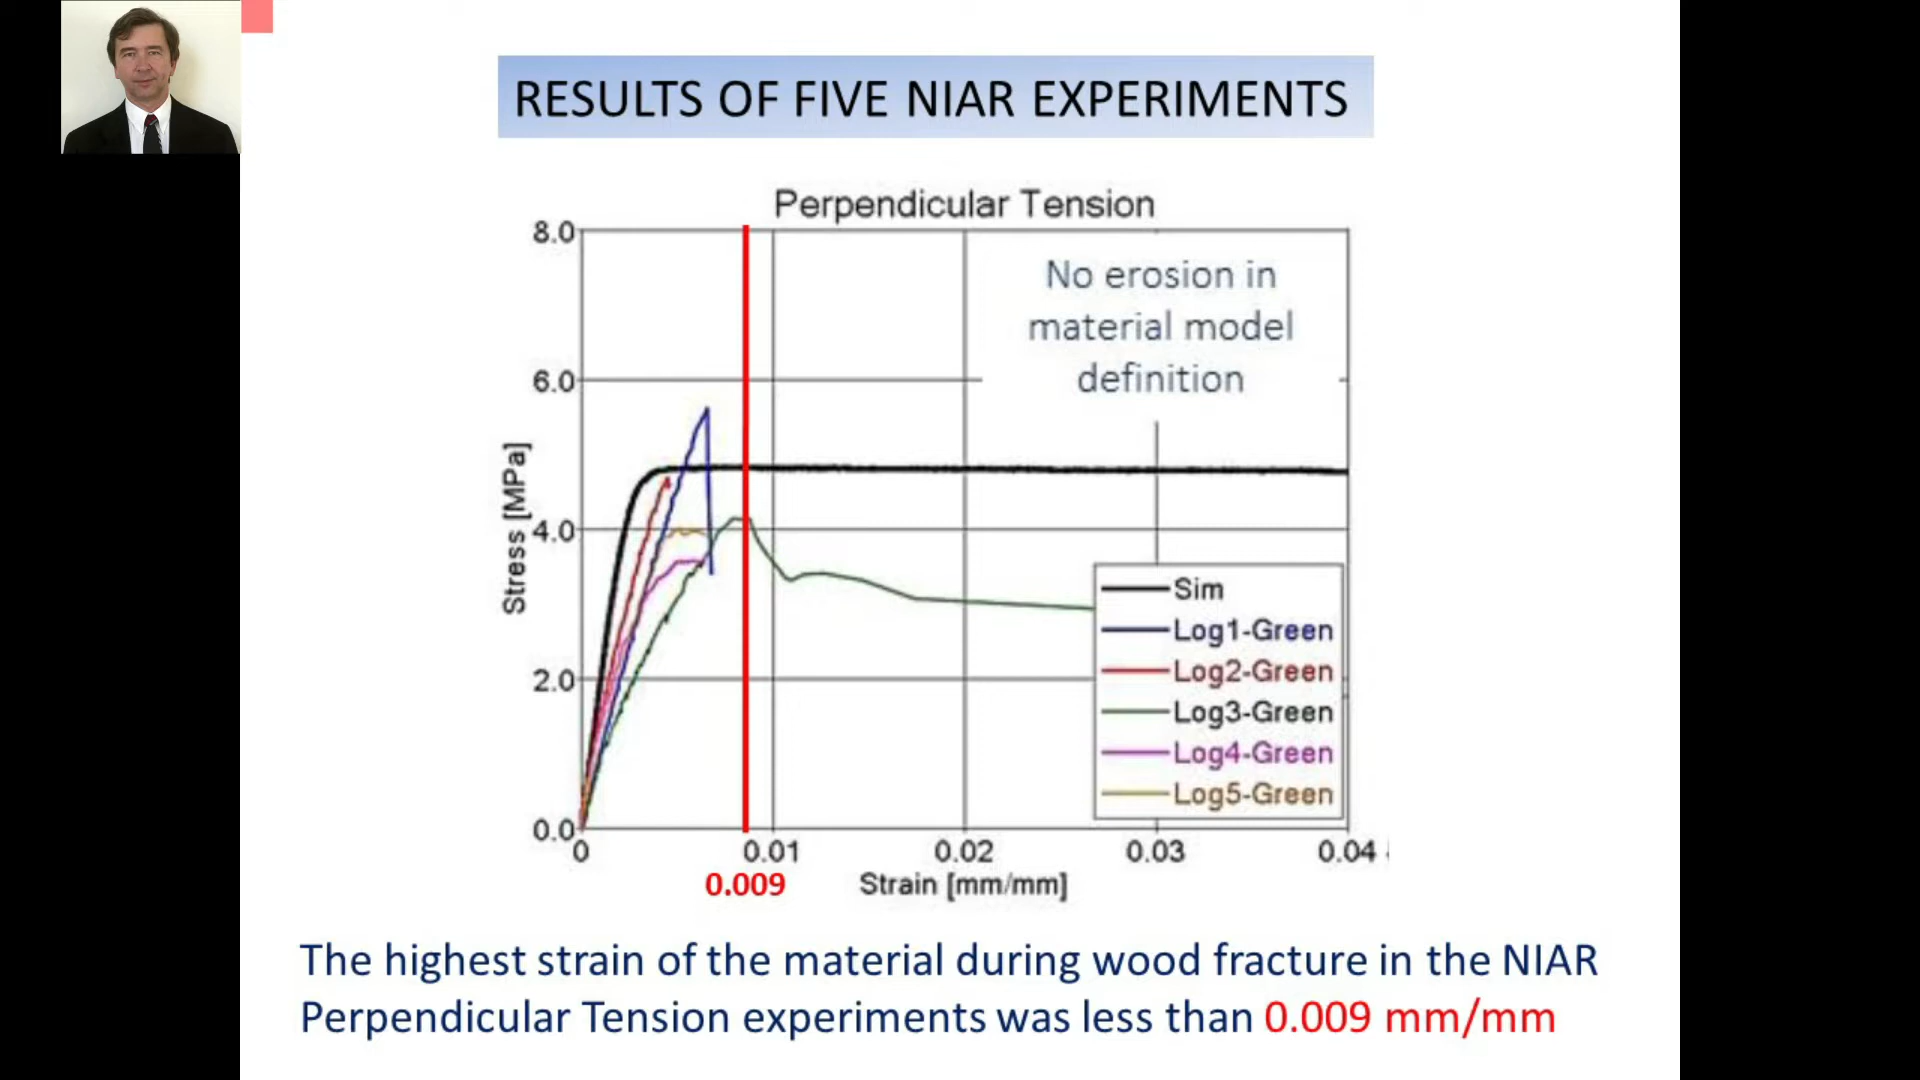 RESULTS OF FIVE NIAR EXPERIMENTS
Perpendicular Tension
8.0
6.0
4.0
2.0
0.0
Stress [MPa]
No erosion in
material model
definition
Sim
Log1-Green
Log2-Green
Log3-Green
Log4-Green
Log5-Green
0
0.01
0.02
0.03
0.04
0.009
Strain [mm/mm]
The highest strain of the material during wood fracture in the NIAR
Perpendicular Tension experiments was less than 0.009 mm/mm